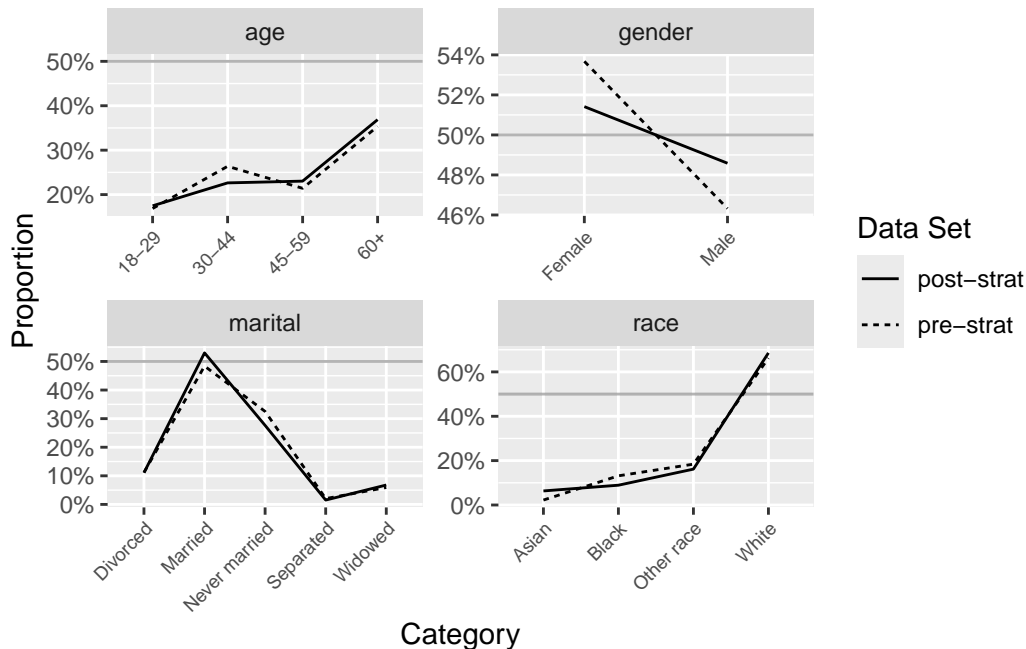 age
50%
40%
30%
20%
18−29
30−44
45−59
60+
gender
54%
52%
50%
48%
46%
Female
Male
marital
50%
40%
30%
20%
10%
0%
Divorced
Married
Never married
Separated
Widowed
race
60%
40%
20%
0%
Asian
Black
Other race
White
Proportion
Category
Data Set
post−strat
pre−strat